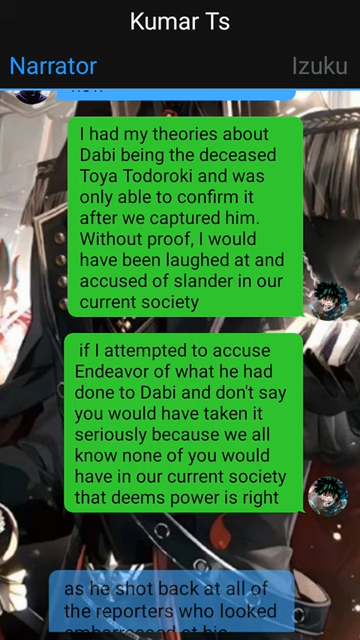 Kumar Ts
Narrator
Izuku
I had my theories about
Dabi being the deceased
Toya Todoroki and was
only able to confirm it
after we captured him.
Without proof, I would
have been laughed at and
accused of slander in our
current society
if I attempted to accuse
Endeavor of what he had
done to Dabi and don't say
you would have taken it
seriously because we all
know none of you would
have in our current society
that deems power is right
as he shot back at all of
the reporters who looked